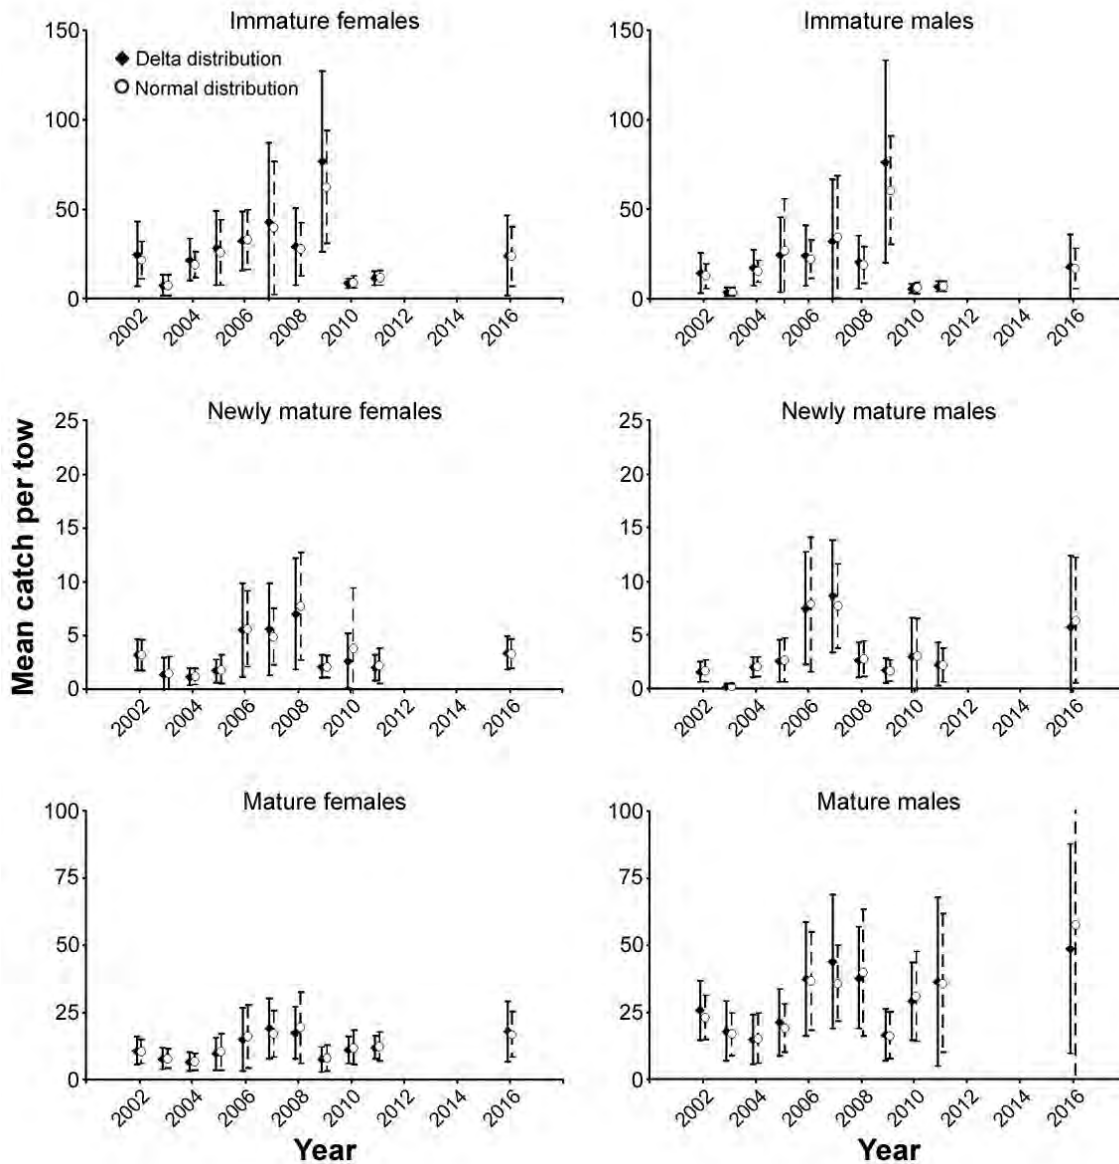 Immature females
150
100
50
0
Delta distribution
Normal distribution
2002 2004 2006 2008 2010 2012 2014 2016
Immature males
150
100
50
0
2002 2004 2006 2008 2010 2012 2014 2016
Mean catch per tow
Newly mature females
25
20
15
10
5
0
2002 2004 2006 2008 2010 2012 2014 2016
Newly mature males
25
20
15
10
5
0
2002 2004 2006 2008 2010 2012 2014 2016
Mature females
100
75
50
25
0
2002 2004 2006 2008 2010 2012 2014 2016
Year
Mature males
100
75
50
25
0
2002 2004 2006 2008 2010 2012 2014 2016
Year